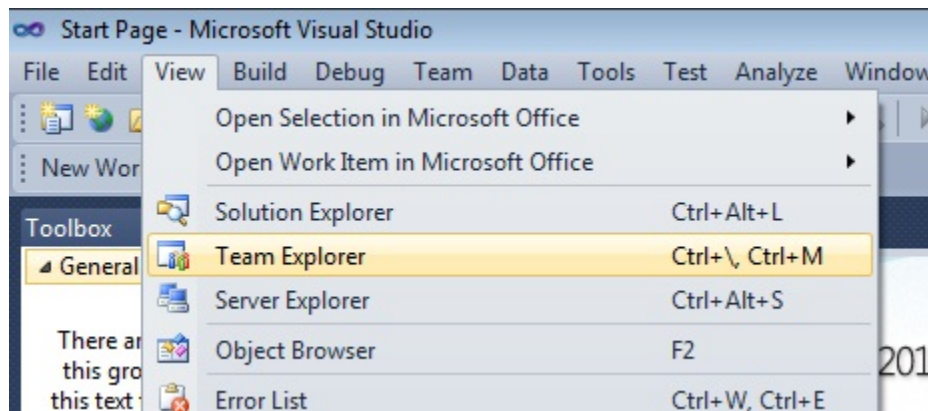 Start Page - Microsoft Visual Studio
File Edit View Build Debug Team Data Tools Test Analyze Window
Open Selection in Microsoft Office
New Wor Open Work Item in Microsoft Office
Toolbox Solution Explorer Ctrl+Alt+L
General Team Explorer Ctrl+\, Ctrl+M
Server Explorer Ctrl+Alt+S
There ar Object Browser F2 201
this gro
this text Error List Ctrl+W, Ctrl+E